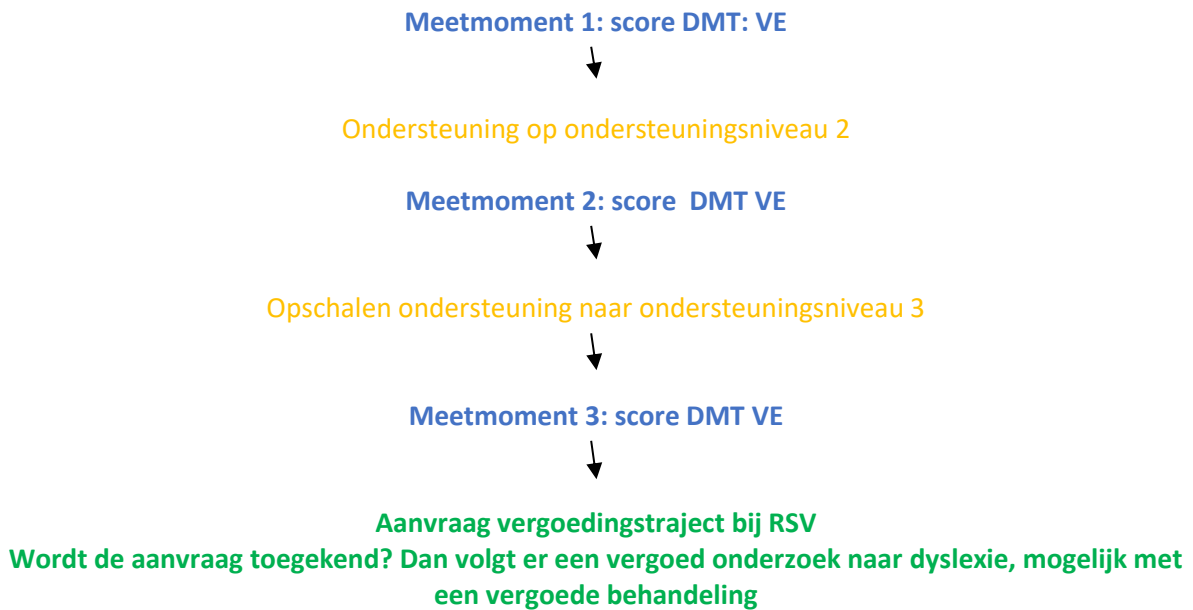 Meetmoment 1: score DMT: VE
Ondersteuning op ondersteuningsniveau 2
Meetmoment 2: score  DMT VE
Opschalen ondersteuning naar ondersteuningsniveau 3
Meetmoment 3: score DMT VE
Aanvraag vergoedingstraject bij RSV
Wordt de aanvraag toegekend? Dan volgt er een vergoed onderzoek naar dyslexie, mogelijk met
een vergoede behandeling